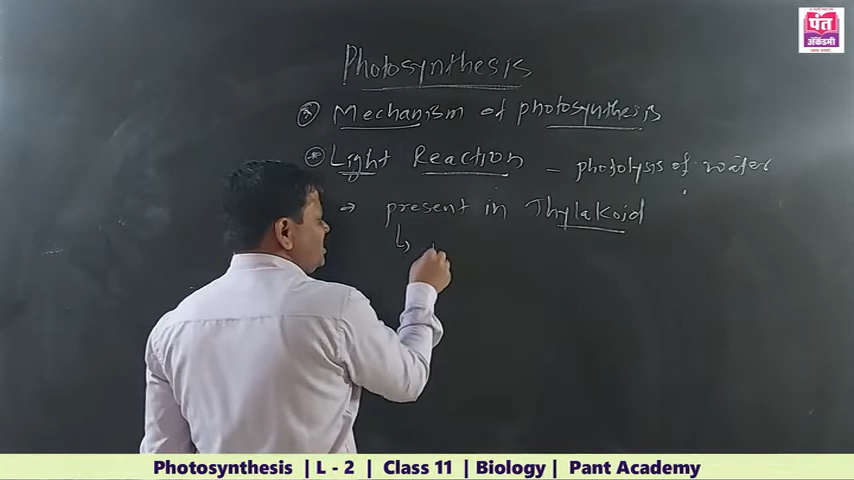 पंत
अॅकॅडमी
Photosynthesis
Mechanism of photosynthesis
Light Reaction – photolysis of water
→ present in Thylakoid
Photosynthesis | L - 2 | Class 11 | Biology | Pant Academy